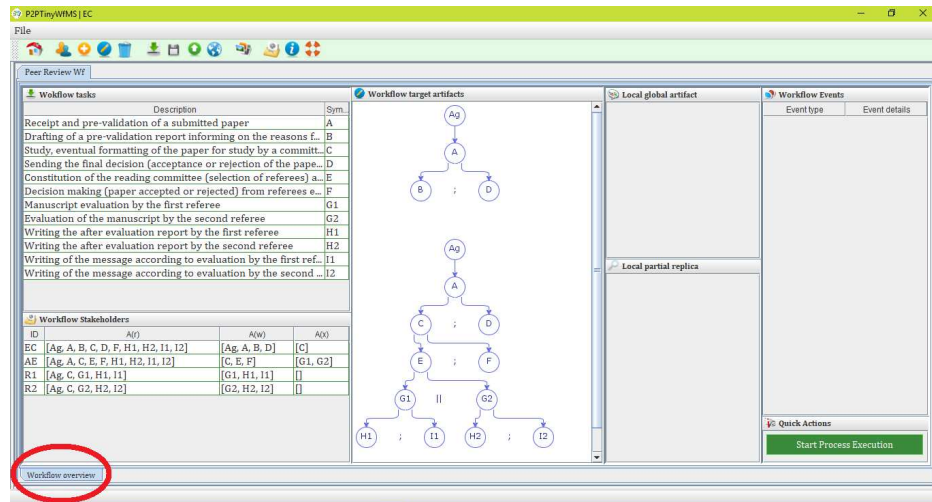 P2PTinyWfMS | EC
File
Peer Review Wf
Wokflow tasks
Description Sym...
Receipt and pre-validation of a submitted paper A
Drafting of a pre-validation report informing on the reasons f... B
Study, eventual formatting of the paper for study by a committ... C
Sending the final decision (acceptance or rejection of the pape... D
Constitution of the reading committee (selection of referees) a... E
Decision making (paper accepted or rejected) from referees e... F
Manuscript evaluation by the first referee G1
Evaluation of the manuscript by the second referee G2
Writing the after evaluation report by the first referee H1
Writing the after evaluation report by the second referee H2
Writing of the message according to evaluation by the first ref... I1
Writing of the message according to evaluation by the second ... I2
Workflow Stakeholders
ID A(r) A(w) A(x)
EC [Ag, A, B, C, D, F, H1, H2, I1, I2] [Ag, A, B, D] [C]
AE [Ag, A, C, E, F, H1, H2, I1, I2] [C, E, F] [G1, G2]
R1 [Ag, C, G1, H1, I1] [G1, H1, I1] []
R2 [Ag, C, G2, H2, I2] [G2, H2, I2] []
Workflow target artifacts
Ag
A
B ; D
Ag
A
C ; D
E ; F
G1 || G2
H1 ; I1 H2 ; I2
Local global artifact
Local partial replica
Workflow Events
Event type Event details
Quick Actions
Start Process Execution
Workflow overview